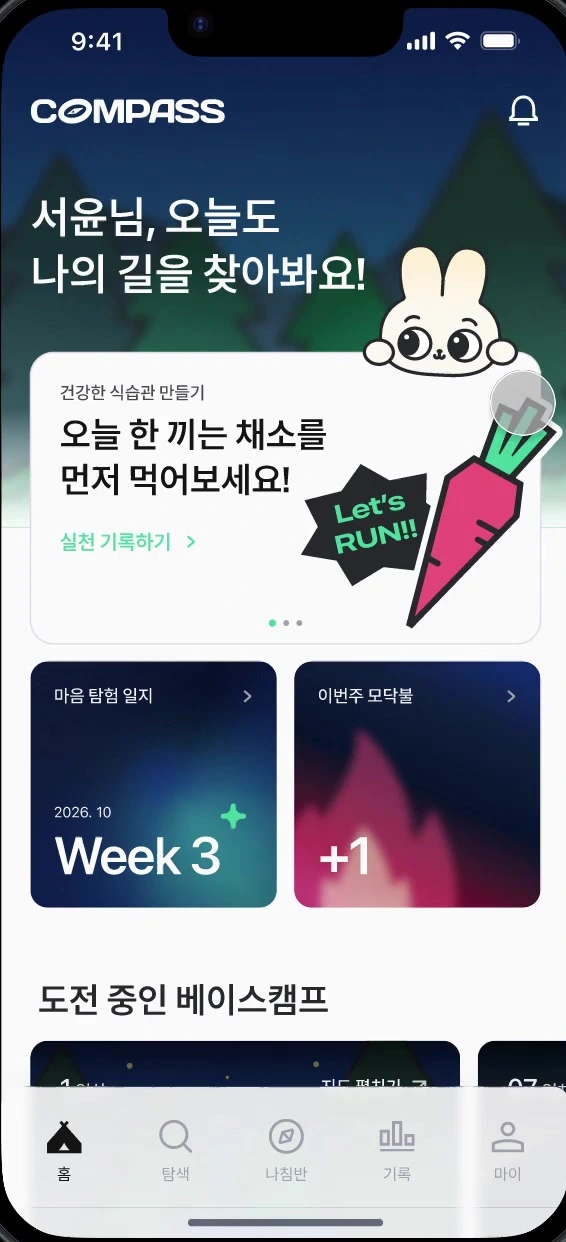 9:41
COMPASS
서윤님, 오늘도
나의 길을 찾아봐요!
건강한 식습관 만들기
오늘 한 끼는 채소를
먼저 먹어보세요!
Let's
RUN!!
실천 기록하기
마음 탐험 일지
2026. 10
Week 3
이번주 모닥불
+1
도전 중인 베이스캠프
홈
탐색
나침반
기록
마이